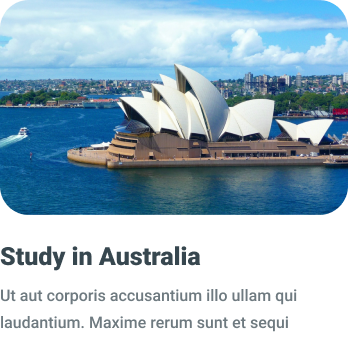 Study in Australia
Ut aut corporis accusantium illo ullam qui
laudantium. Maxime rerum sunt et sequi